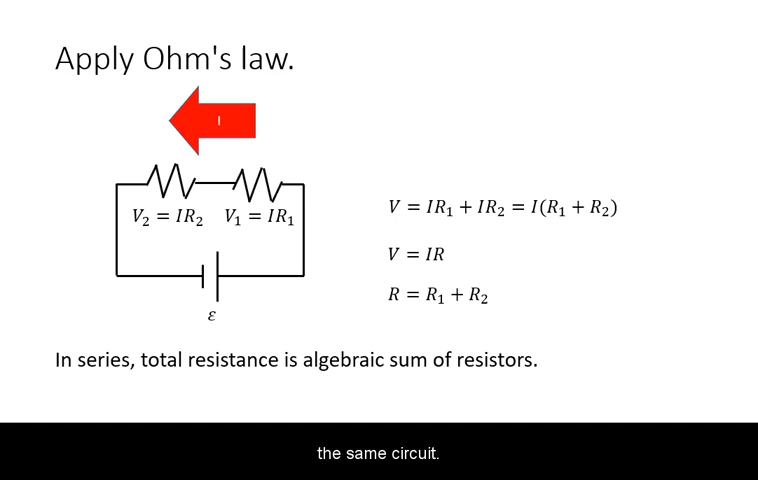 Apply Ohm's law.
I
V₂ = IR₂ V₁ = IR₁
ε
V = IR₁ + IR₂ = I(R₁ + R₂)
V = IR
R = R₁ + R₂
In series, total resistance is algebraic sum of resistors.
the same circuit.